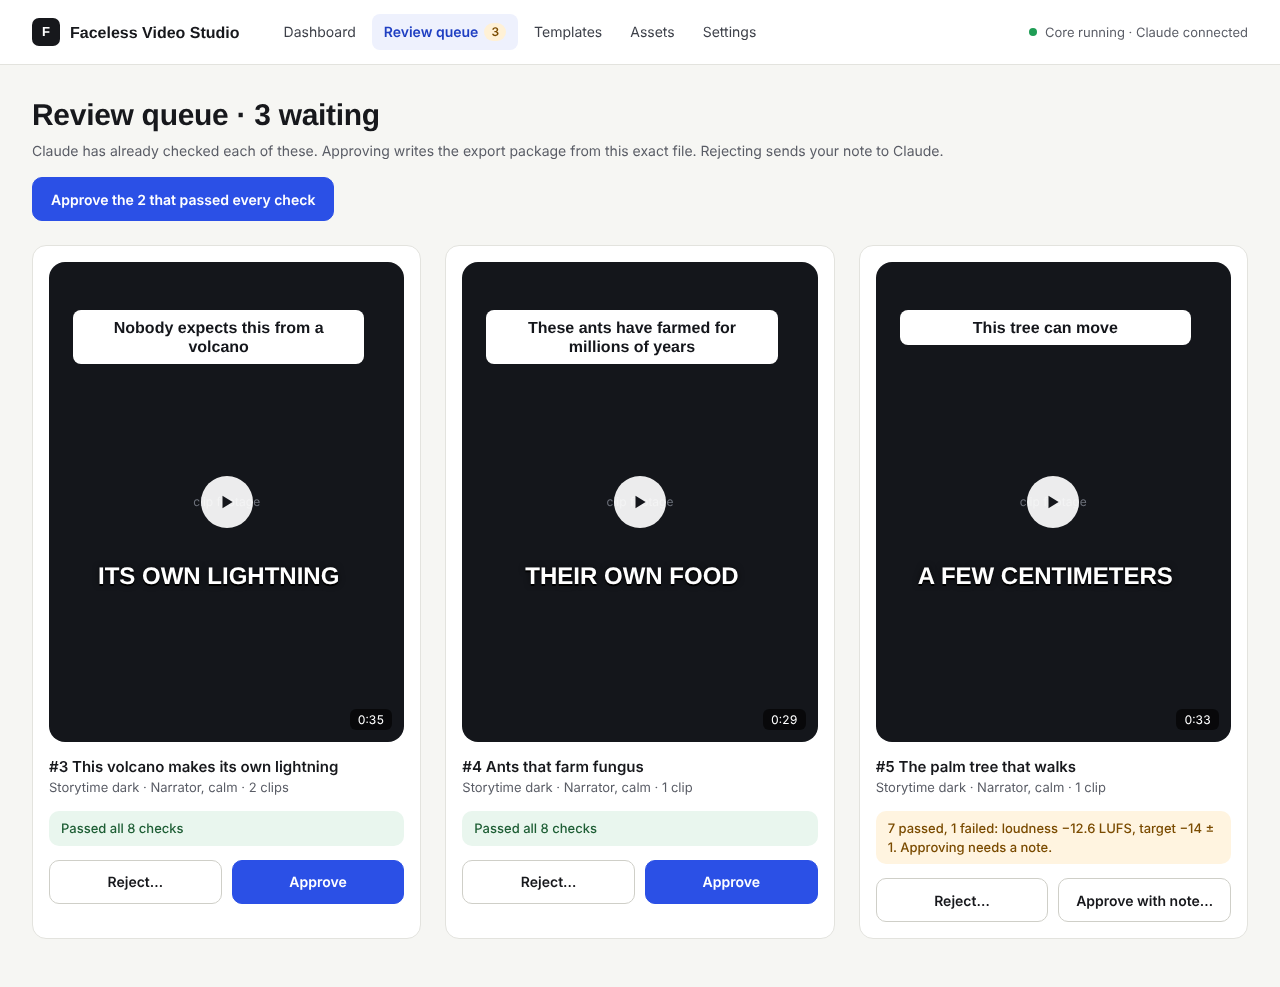 F Faceless Video Studio
Dashboard
Review queue 3
Templates
Assets
Settings
Core running · Claude connected
Review queue · 3 waiting
Claude has already checked each of these. Approving writes the export package from this exact file. Rejecting sends your note to Claude.
Approve the 2 that passed every check
Nobody expects this from a
volcano
ITS OWN LIGHTNING
0:35
#3 This volcano makes its own lightning
Storytime dark · Narrator, calm · 2 clips
Passed all 8 checks
Reject…
Approve
These ants have farmed for
millions of years
THEIR OWN FOOD
0:29
#4 Ants that farm fungus
Storytime dark · Narrator, calm · 1 clip
Passed all 8 checks
Reject…
Approve
This tree can move
A FEW CENTIMETERS
0:33
#5 The palm tree that walks
Storytime dark · Narrator, calm · 1 clip
7 passed, 1 failed: loudness −12.6 LUFS, target −14 ±
1. Approving needs a note.
Reject…
Approve with note…